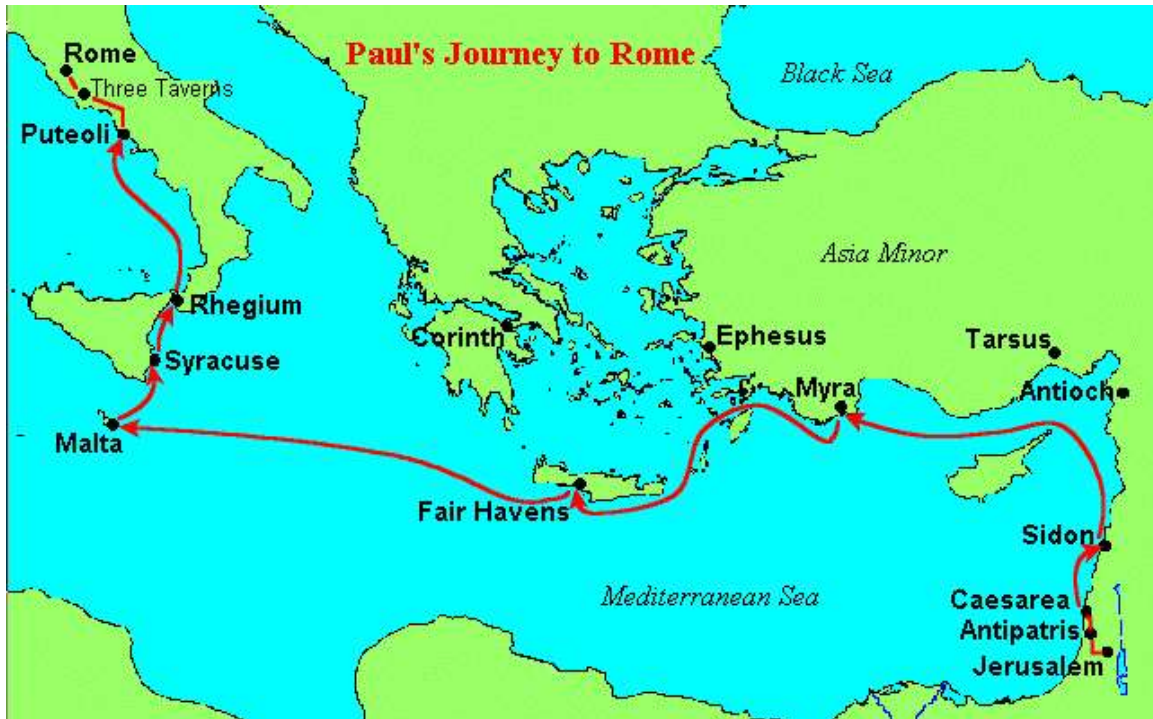 Paul's Journey to Rome
Black Sea
Rome
Three Taverns
Puteoli
Asia Minor
Rhegium
Corinth
Ephesus
Tarsus
Syracuse
Myra
Antioch
Malta
Fair Havens
Sidon
Mediterranean Sea
Caesarea
Antipatris
Jerusalem